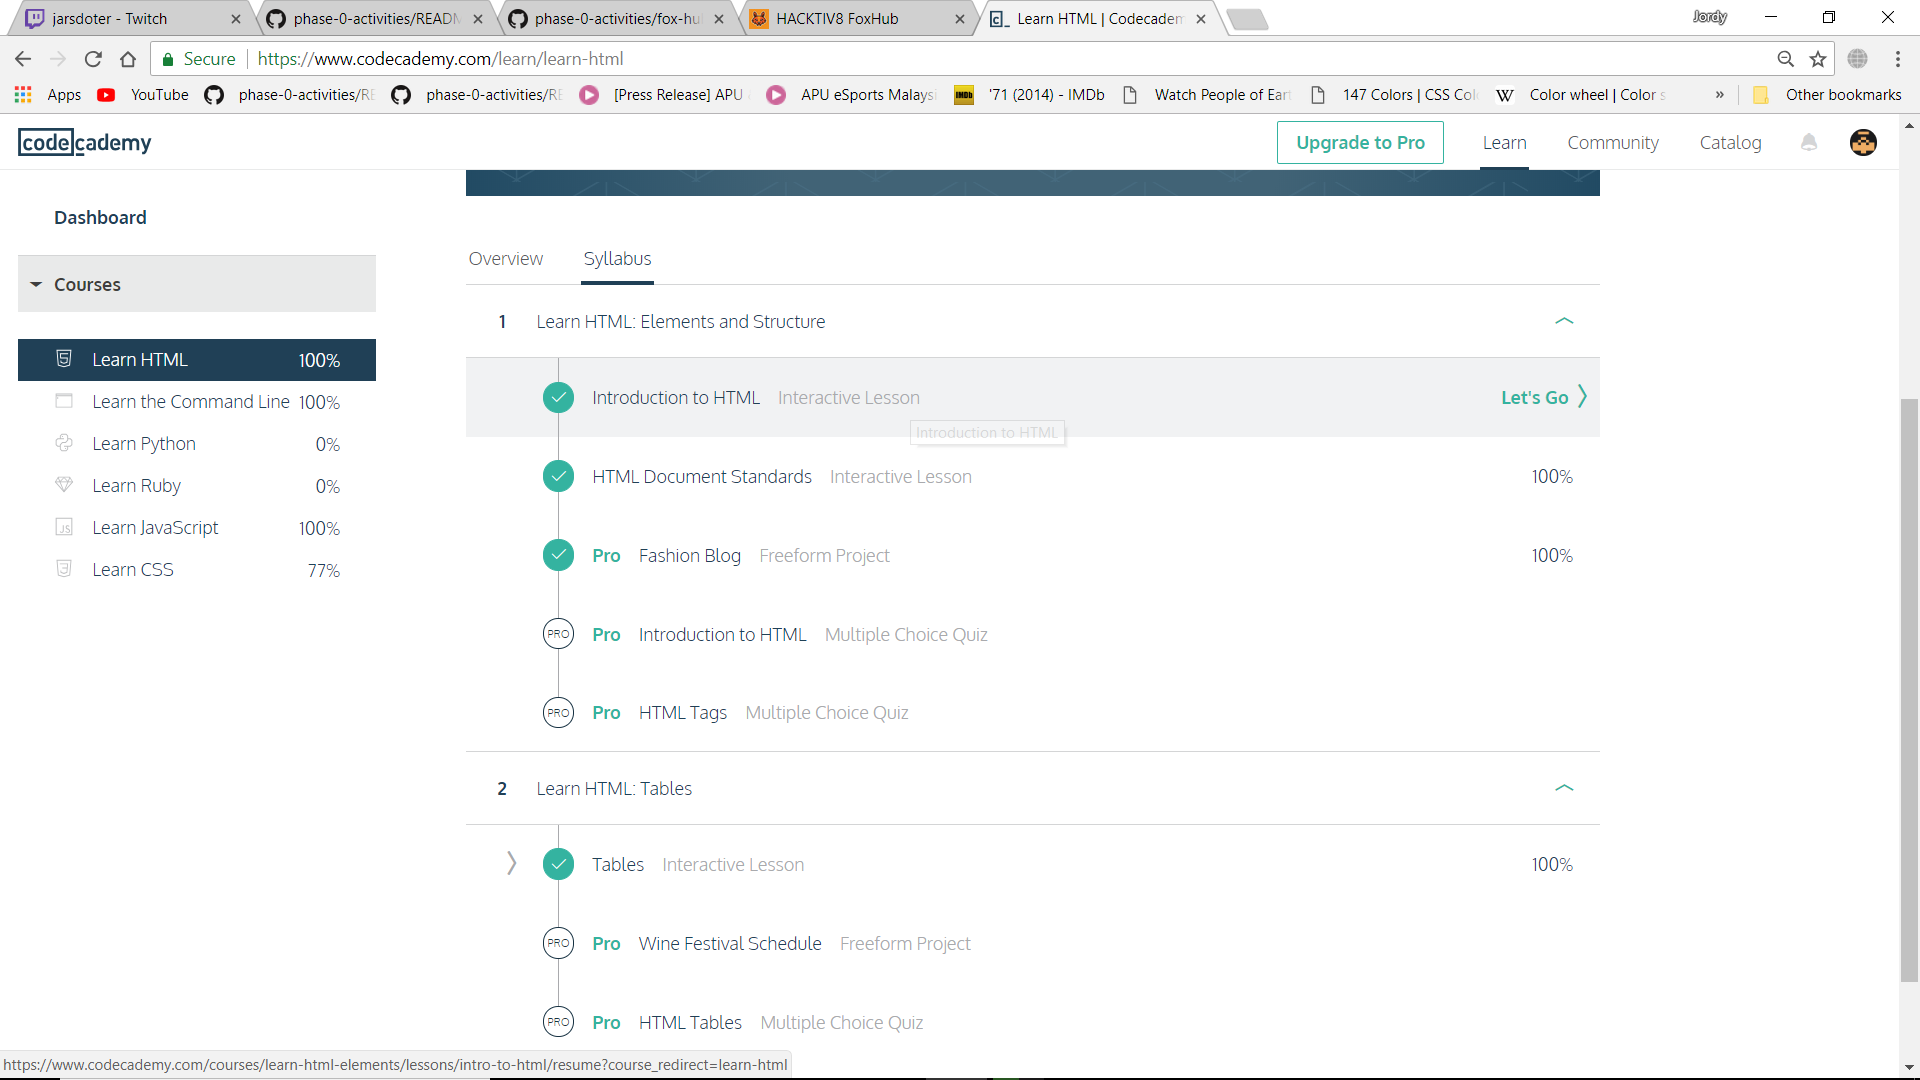 jarsdoter - Twitch
phase-0-activities/READM
phase-0-activities/fox-hu
HACKTIV8 FoxHub
Learn HTML | Codecadem
Jordy
Secure https://www.codecademy.com/learn/learn-html
Apps YouTube phase-0-activities/RE phase-0-activities/RE [Press Release] APU APU eSports Malaysi IMDb '71 (2014) - IMDb Watch People of Eart 147 Colors | CSS Col W Color wheel | Color s » Other bookmarks
codecademy
Upgrade to Pro Learn Community Catalog
Dashboard
Courses
Learn HTML 100%
Learn the Command Line 100%
Learn Python 0%
Learn Ruby 0%
Learn JavaScript 100%
Learn CSS 77%
Overview Syllabus
1 Learn HTML: Elements and Structure
Introduction to HTML Interactive Lesson Let's Go
Introduction to HTML
HTML Document Standards Interactive Lesson 100%
Pro Fashion Blog Freeform Project 100%
PRO Pro Introduction to HTML Multiple Choice Quiz
PRO Pro HTML Tags Multiple Choice Quiz
2 Learn HTML: Tables
Tables Interactive Lesson 100%
PRO Pro Wine Festival Schedule Freeform Project
PRO Pro HTML Tables Multiple Choice Quiz
https://www.codecademy.com/courses/learn-html-elements/lessons/intro-to-html/resume?course_redirect=learn-html